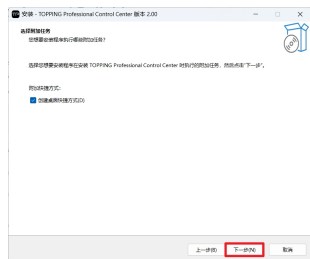 安装 - TOPPING Professional Control Center 版本 2.00
选择附加任务
您想要安装程序执行哪些附加任务?
选择您想要安装程序在安装 TOPPING Professional Control Center 时执行的附加任务，然后点击“下一步”。
附加快捷方式:
创建桌面快捷方式(D)
上一步(B)
下一步(N)
取消